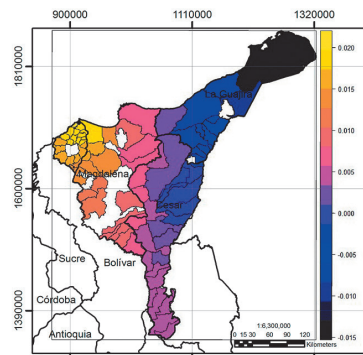 900000
1110000
1320000
1810000
1600000
1390000
La Guajira
Magdalena
Cesar
Sucre
Bolívar
Córdoba
Antioquia
1:6,300,000
0 15 30 60 90 120
Kilometers
0.020
0.015
0.010
0.005
0.000
-0.005
-0.010
-0.015